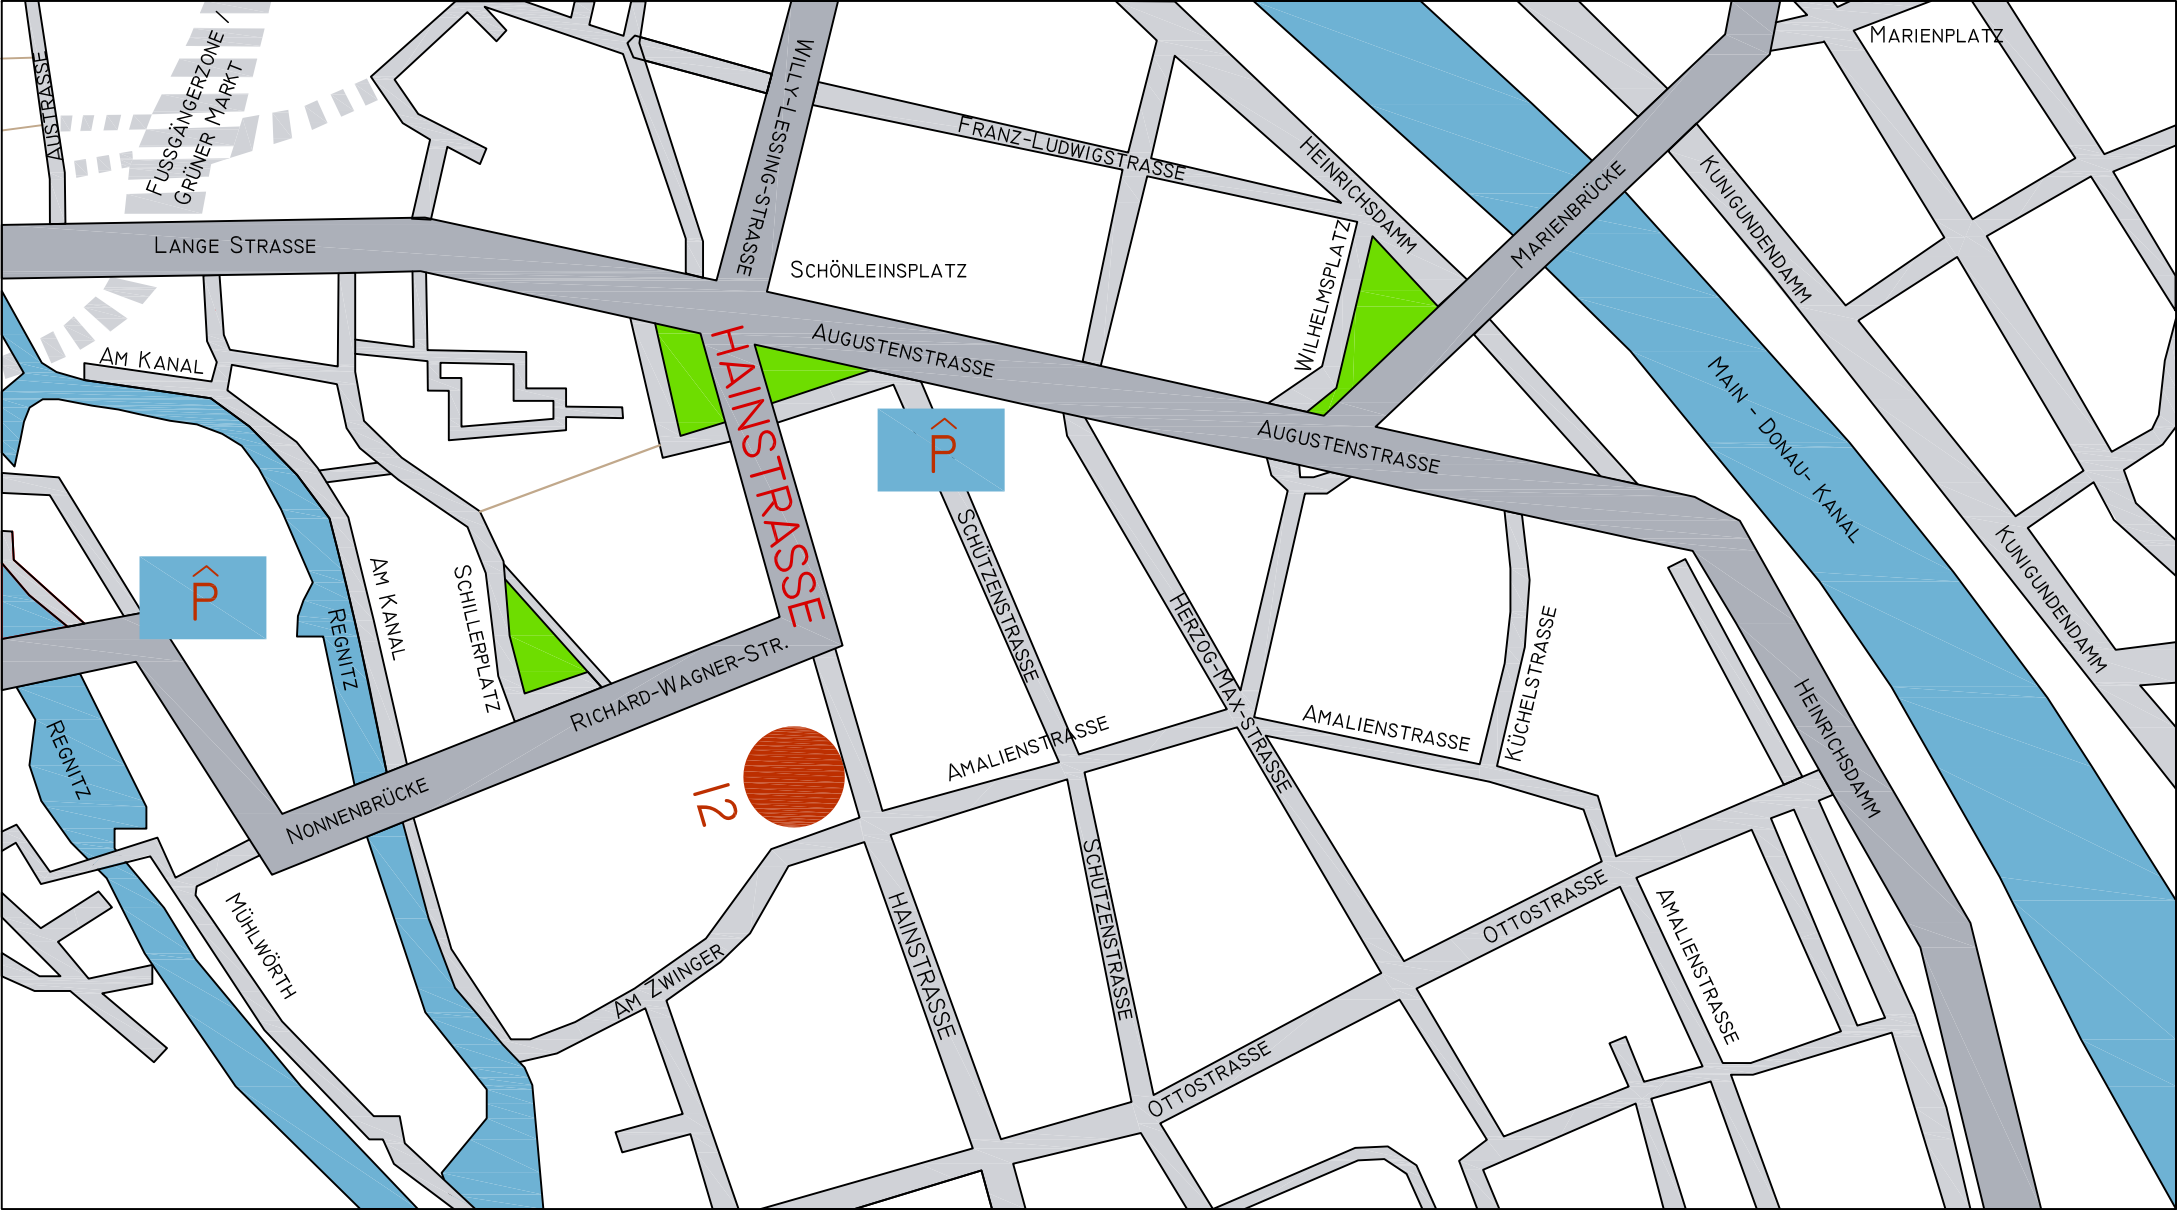 AUSTRASSE
FUSSGÄNGERZONE /
GRÜNER MARKT
WILLY-LESSING-STRASSE
MARIENPLATZ
FRANZ-LUDWIGSTRASSE
HEINRICHSDAMM
MARIENBRÜCKE
KUNIGUNDENDAMM
LANGE STRASSE
SCHÖNLEINSPLATZ
WILHELMSPLATZ
AUGUSTENSTRASSE
AM KANAL
HAINSTRASSE
P
AUGUSTENSTRASSE
MAIN - DONAU- KANAL
KUNIGUNDENDAMM
P
REGNITZ
AM KANAL
SCHILLERPLATZ
SCHÜTZENSTRASSE
HERZOG-MAX-STRASSE
KÜCHELSTRASSE
RICHARD-WAGNER-STR.
REGNITZ
NONNENBRÜCKE
12
AMALIENSTRASSE
AMALIENSTRASSE
HEINRICHSDAMM
MÜHLWÖRTH
AM ZWINGER
HAINSTRASSE
SCHÜTZENSTRASSE
OTTOSTRASSE
AMALIENSTRASSE
OTTOSTRASSE